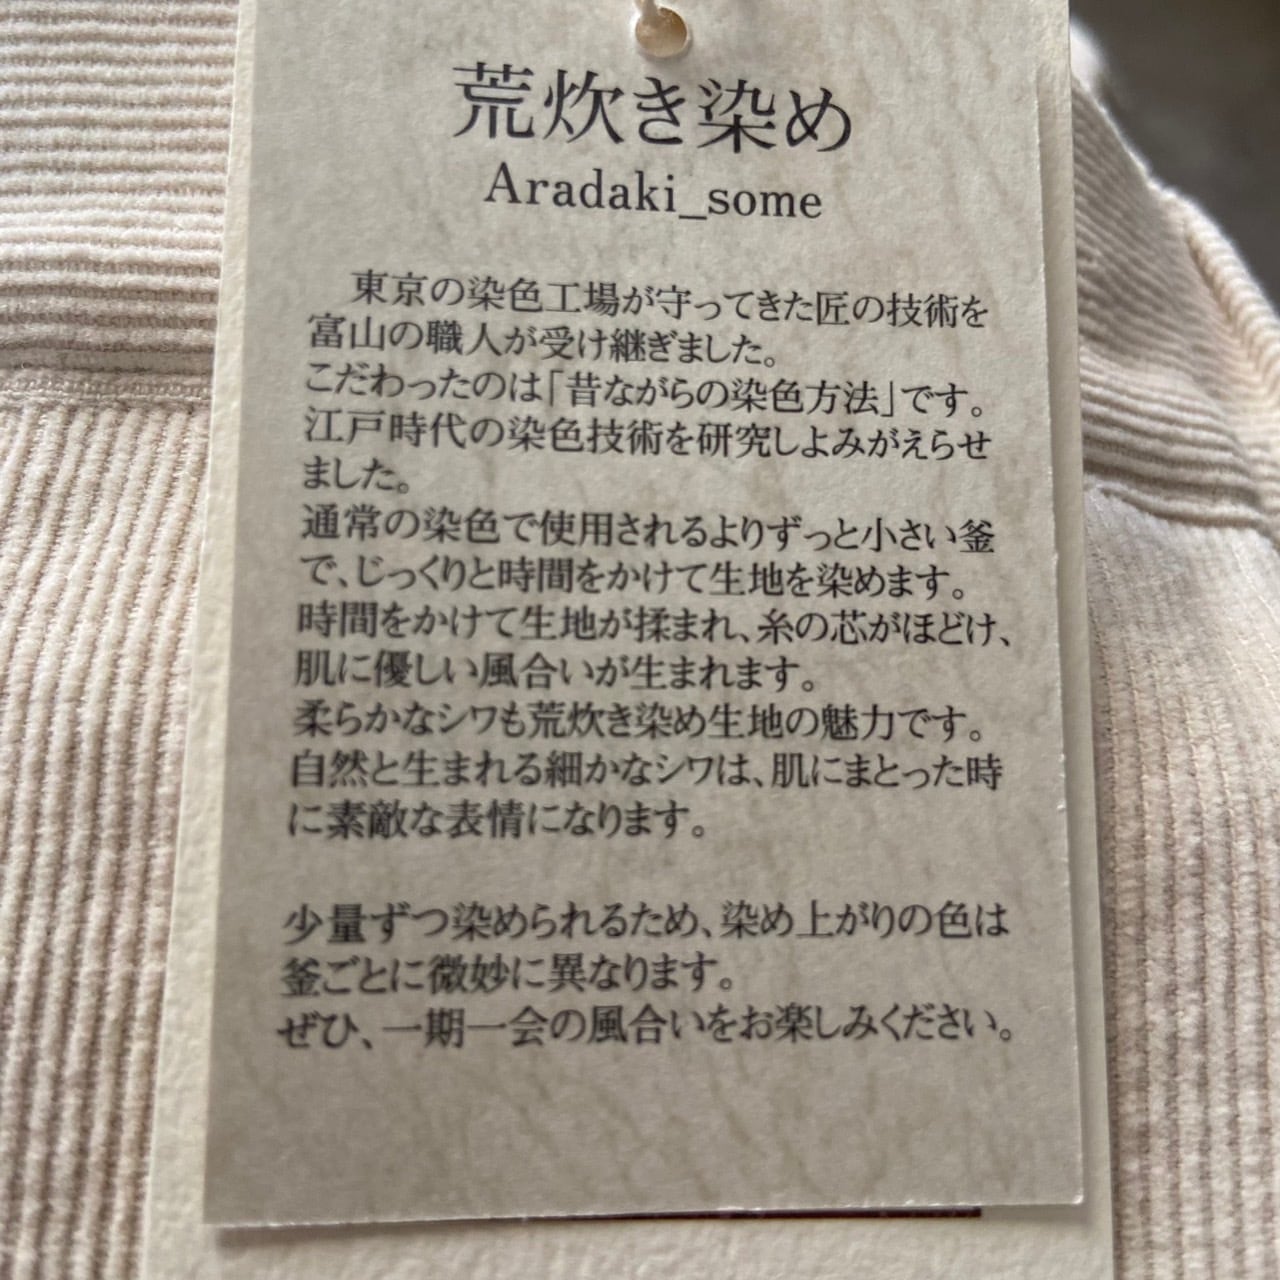 荒炊き染め
Aradaki_some
東京の染色工場が守ってきた匠の技術を
富山の職人が受け継ぎました。
こだわったのは「昔ながらの染色方法」です。
江戸時代の染色技術を研究しよみがえらせ
ました。
通常の染色で使用されるよりずっと小さい釜
で、じっくりと時間をかけて生地を染めます。
時間をかけて生地が揉まれ、糸の芯がほどけ、
肌に優しい風合いが生まれます。
柔らかなシワも荒炊き染め生地の魅力です。
自然と生まれる細かなシワは、肌にまとった時
に素敵な表情になります。
少量ずつ染められるため、染め上がりの色は
釜ごとに微妙に異なります。
ぜひ、一期一会の風合いをお楽しみください。